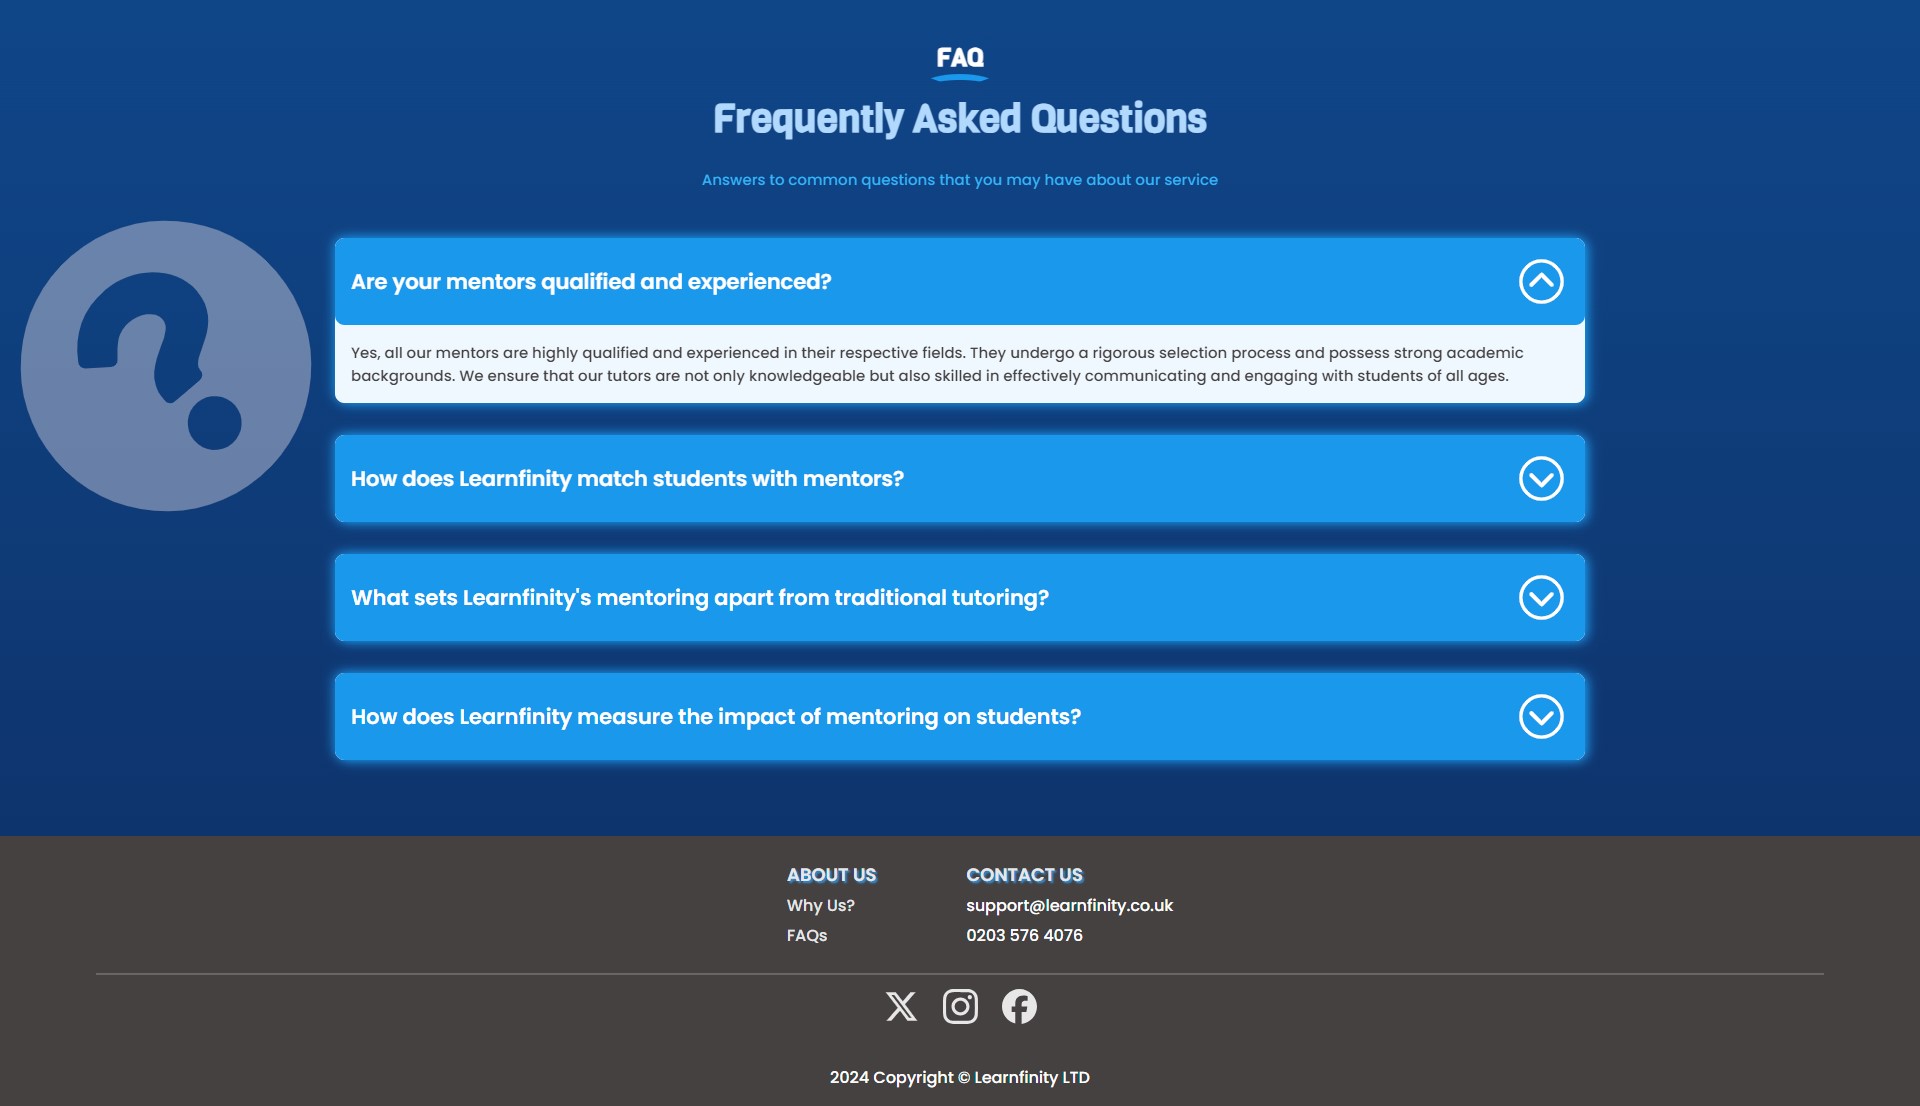 FAQ
Frequently Asked Questions
Answers to common questions that you may have about our service
Are your mentors qualified and experienced?
Yes, all our mentors are highly qualified and experienced in their respective fields. They undergo a rigorous selection process and possess strong academic
backgrounds. We ensure that our tutors are not only knowledgeable but also skilled in effectively communicating and engaging with students of all ages.
How does Learnfinity match students with mentors?
What sets Learnfinity's mentoring apart from traditional tutoring?
How does Learnfinity measure the impact of mentoring on students?
ABOUT US
Why Us?
FAQs
CONTACT US
support@learnfinity.co.uk
0203 576 4076
2024 Copyright © Learnfinity LTD